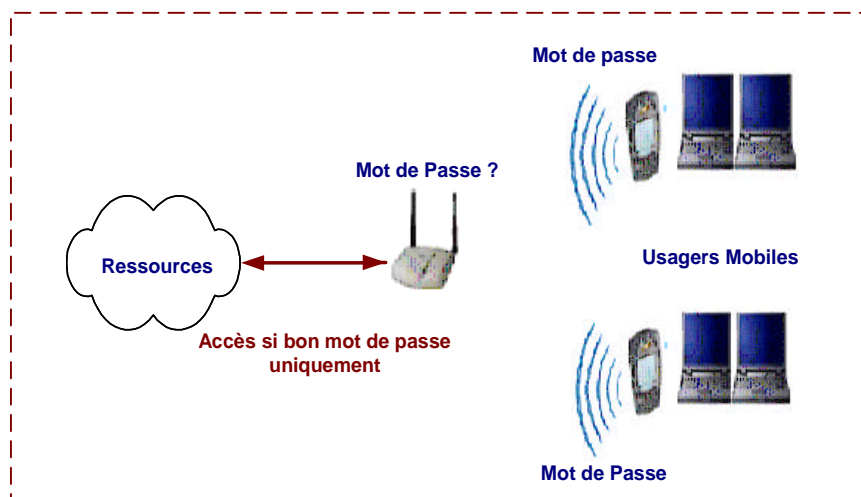 Mot de passe
Mot de Passe ?
Ressources
Usagers Mobiles
Accès si bon mot de passe
uniquement
Mot de Passe